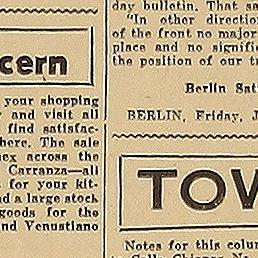 cern
your shopping
and visit all
find satisfac-
here. The sale
ex across the
Carranza—all
for your kit-
d a large stock
goods for the
nd Venustiano
day bulletin. That sa
"In other direction
of the front no major
place and no signific
the position of our tr
Berlin Sat
BERLIN, Friday, J
TOW
Notes for this colum